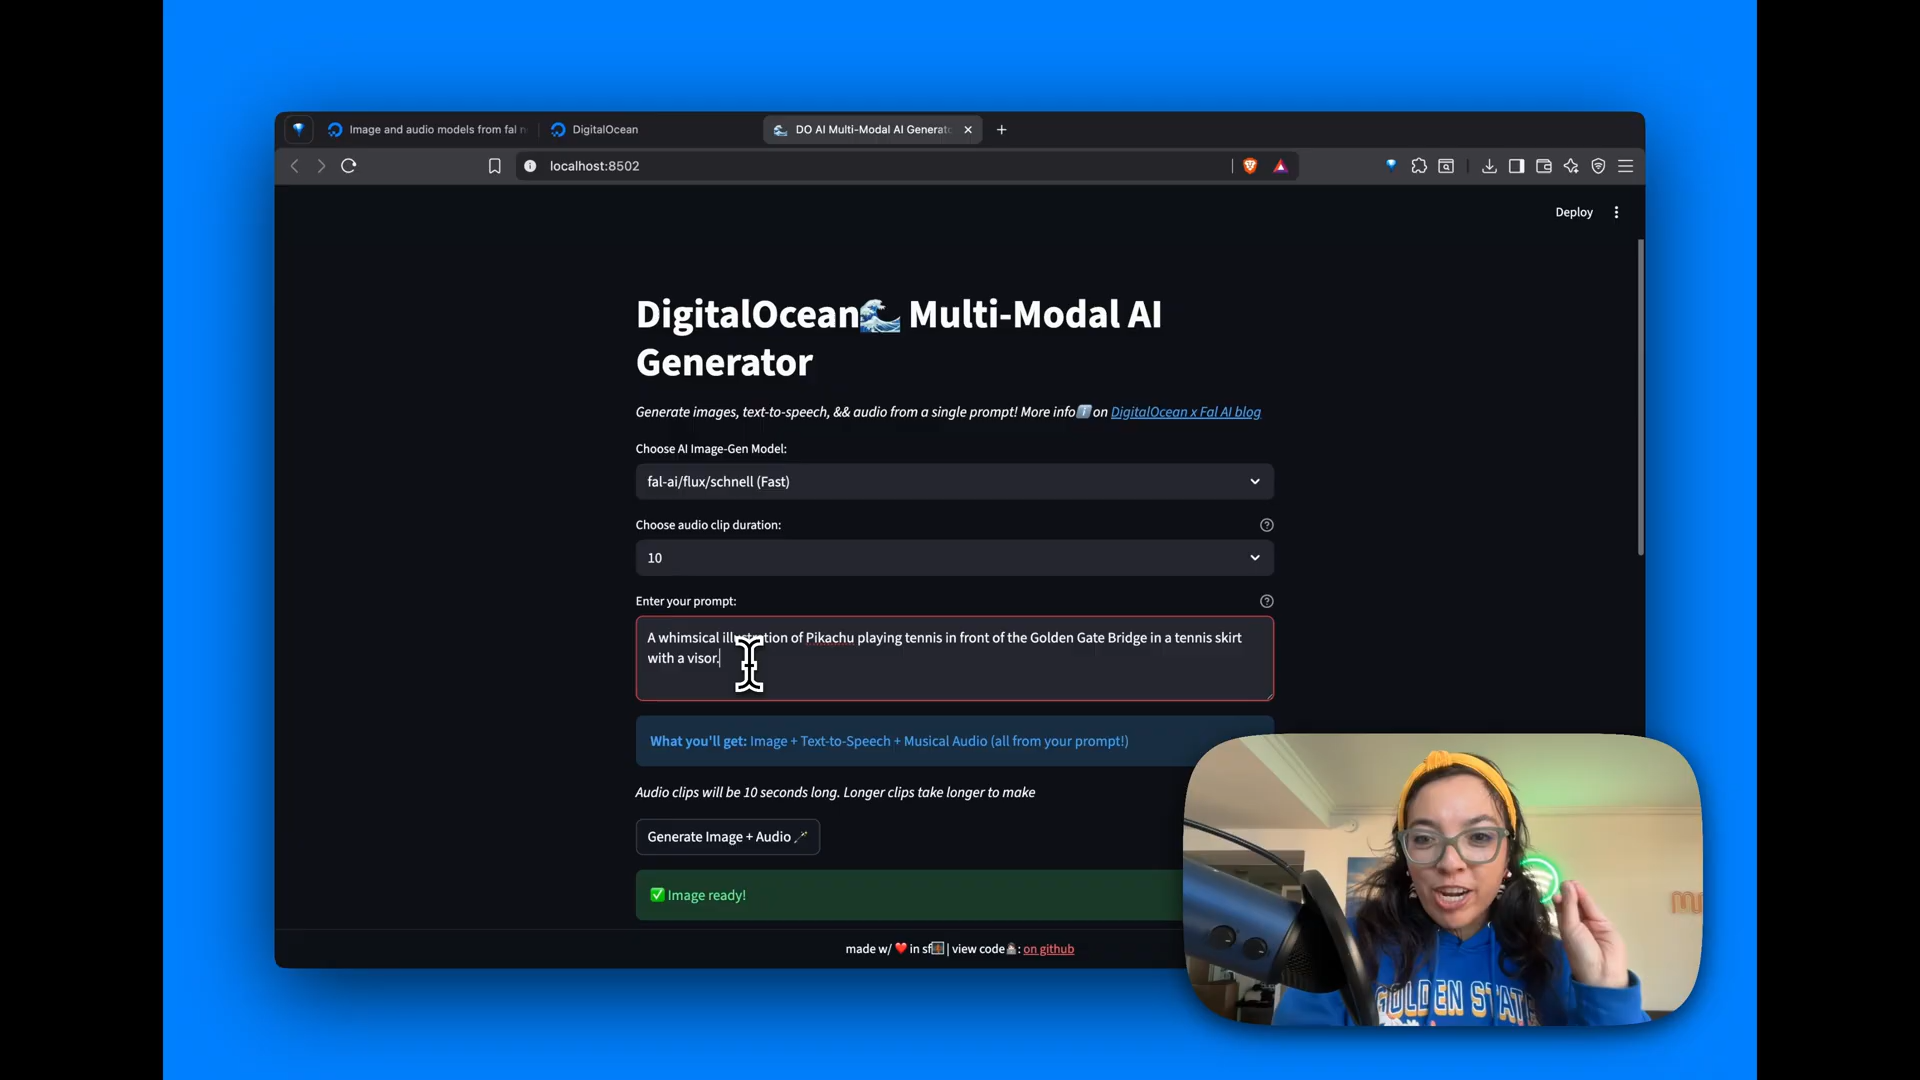 Image and audio models from fal n
DigitalOcean
DO AI Multi-Modal AI Generato
localhost:8502
Deploy
DigitalOcean🌊 Multi-Modal AI
Generator
Generate images, text-to-speech, && audio from a single prompt! More infoℹ️ on DigitalOcean x Fal AI blog
Choose AI Image-Gen Model:
fal-ai/flux/schnell (Fast)
Choose audio clip duration:
10
Enter your prompt:
A whimsical illustration of Pikachu playing tennis in front of the Golden Gate Bridge in a tennis skirt
with a visor.
What you'll get: Image + Text-to-Speech + Musical Audio (all from your prompt!)
Audio clips will be 10 seconds long. Longer clips take longer to make
Generate Image + Audio 🪄
✅ Image ready!
made w/ ❤️ in sf🌉 | view code👩🏻‍💻: on github
GOLDEN STATE